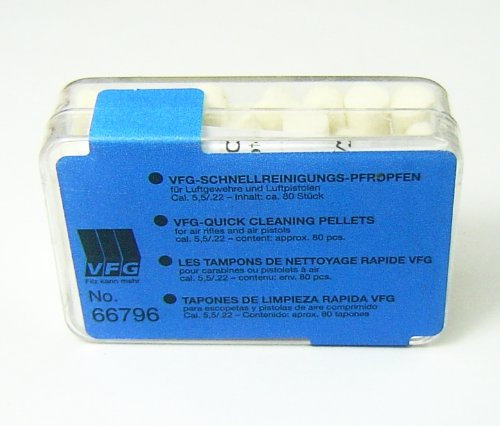 VFG-SCHNELLREINIGUNGS-PFROPFEN
für Luftgewehre und Luftpistolen
Cal. 5,5/.22 – Inhalt: ca. 80 Stück
VFG-QUICK CLEANING PELLETS
for air rifles and air pistols
cal. 5,5/.22 – content: approx. 80 pcs.
LES TAMPONS DE NETTOYAGE RAPIDE VFG
pour carabines ou pistolets à air
cal. 5,5/.22 – contenu: env. 80 pcs.
TAPONES DE LIMPIEZA RAPIDA VFG
para escopetas y pistolas de aire comprimido
Cal. 5,5/.22 – Contenido: aprox. 80 tapones
VFG
Filz kann mehr
No.
66796